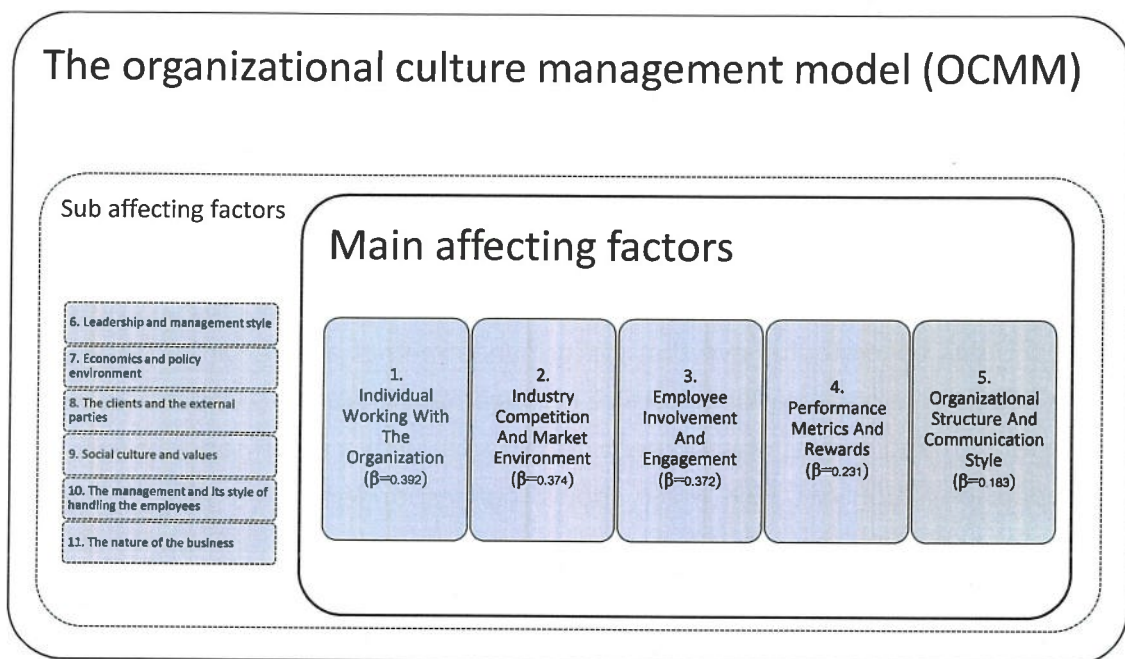 The organizational culture management model (OCMM)
Sub affecting factors
6. Leadership and management style
7. Economics and policy
environment
8. The clients and the external
parties
9. Social culture and values
10. The management and its style of
handling the employees
11. The nature of the business
Main affecting factors
1.
Individual
Working With
The
Organization
(β=0.392)
2.
Industry
Competition
And Market
Environment
(β=0.374)
3.
Employee
Involvement
And
Engagement
(β=0.372)
4.
Performance
Metrics And
Rewards
(β=0.231)
5.
Organizational
Structure And
Communication
Style
(β=0.183)